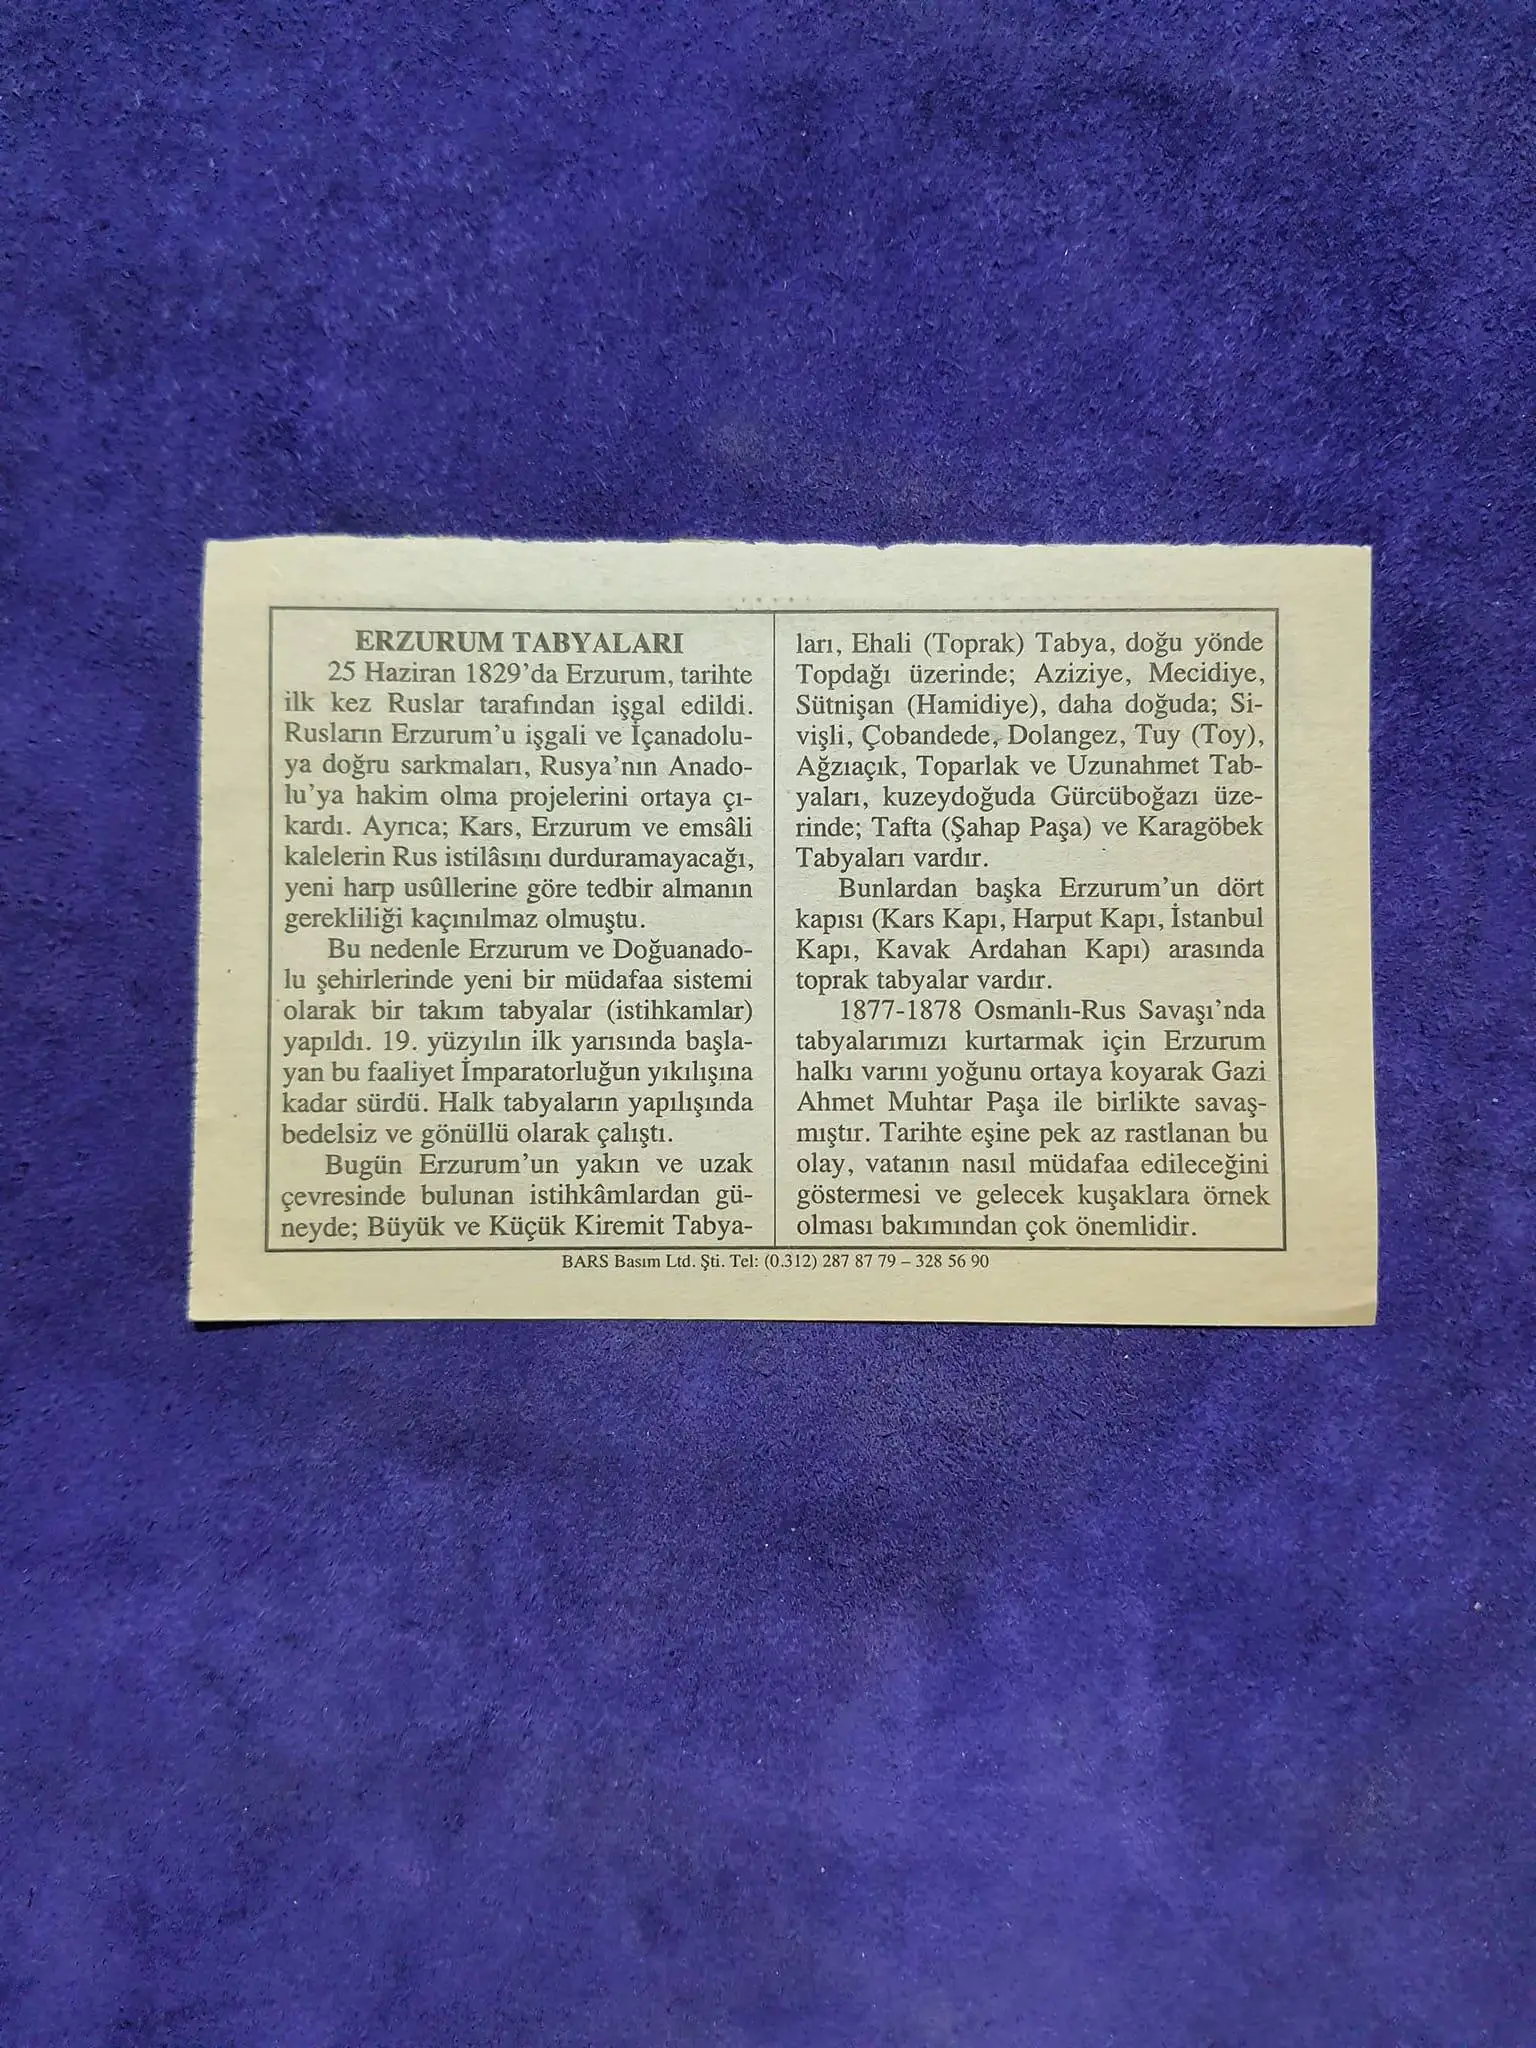 ERZURUM TABYALARI
25 Haziran 1829'da Erzurum, tarihte
ilk kez Ruslar tarafından işgal edildi.
Rusların Erzurum'u işgali ve İçanadolu-
ya doğru sarkmaları, Rusya'nın Anado-
lu'ya hakim olma projelerini ortaya çı-
kardı. Ayrıca; Kars, Erzurum ve emsâli
kalelerin Rus istilâsını durduramayacağı,
yeni harp usûllerine göre tedbir almanın
gerekliliği kaçınılmaz olmuştu.
Bu nedenle Erzurum ve Doğuanado-
lu şehirlerinde yeni bir müdafaa sistemi
olarak bir takım tabyalar (istihkamlar)
yapıldı. 19. yüzyılın ilk yarısında başla-
yan bu faaliyet İmparatorluğun yıkılışına
kadar sürdü. Halk tabyaların yapılışında
bedelsiz ve gönüllü olarak çalıştı.
Bugün Erzurum'un yakın ve uzak
çevresinde bulunan istihkâmlardan gü-
neyde; Büyük ve Küçük Kiremit Tabya-
ları, Ehali (Toprak) Tabya, doğu yönde
Topdağı üzerinde; Aziziye, Mecidiye,
Sütnişan (Hamidiye), daha doğuda; Si-
vişli, Çobandede, Dolangez, Tuy (Toy),
Ağzıaçık, Toparlak ve Uzunahmet Tab-
yaları, kuzeydoğuda Gürcüboğazı üze-
rinde; Tafta (Şahap Paşa) ve Karagöbek
Tabyaları vardır.
Bunlardan başka Erzurum'un dört
kapısı (Kars Kapı, Harput Kapı, İstanbul
Kapı, Kavak Ardahan Kapı) arasında
toprak tabyalar vardır.
1877-1878 Osmanlı-Rus Savaşı'nda
tabyalarımızı kurtarmak için Erzurum
halkı varını yoğunu ortaya koyarak Gazi
Ahmet Muhtar Paşa ile birlikte savaş-
mıştır. Tarihte eşine pek az rastlanan bu
olay, vatanın nasıl müdafaa edileceğini
göstermesi ve gelecek kuşaklara örnek
olması bakımından çok önemlidir.
BARS Basım Ltd. Şti. Tel: (0.312) 287 87 79 – 328 56 90